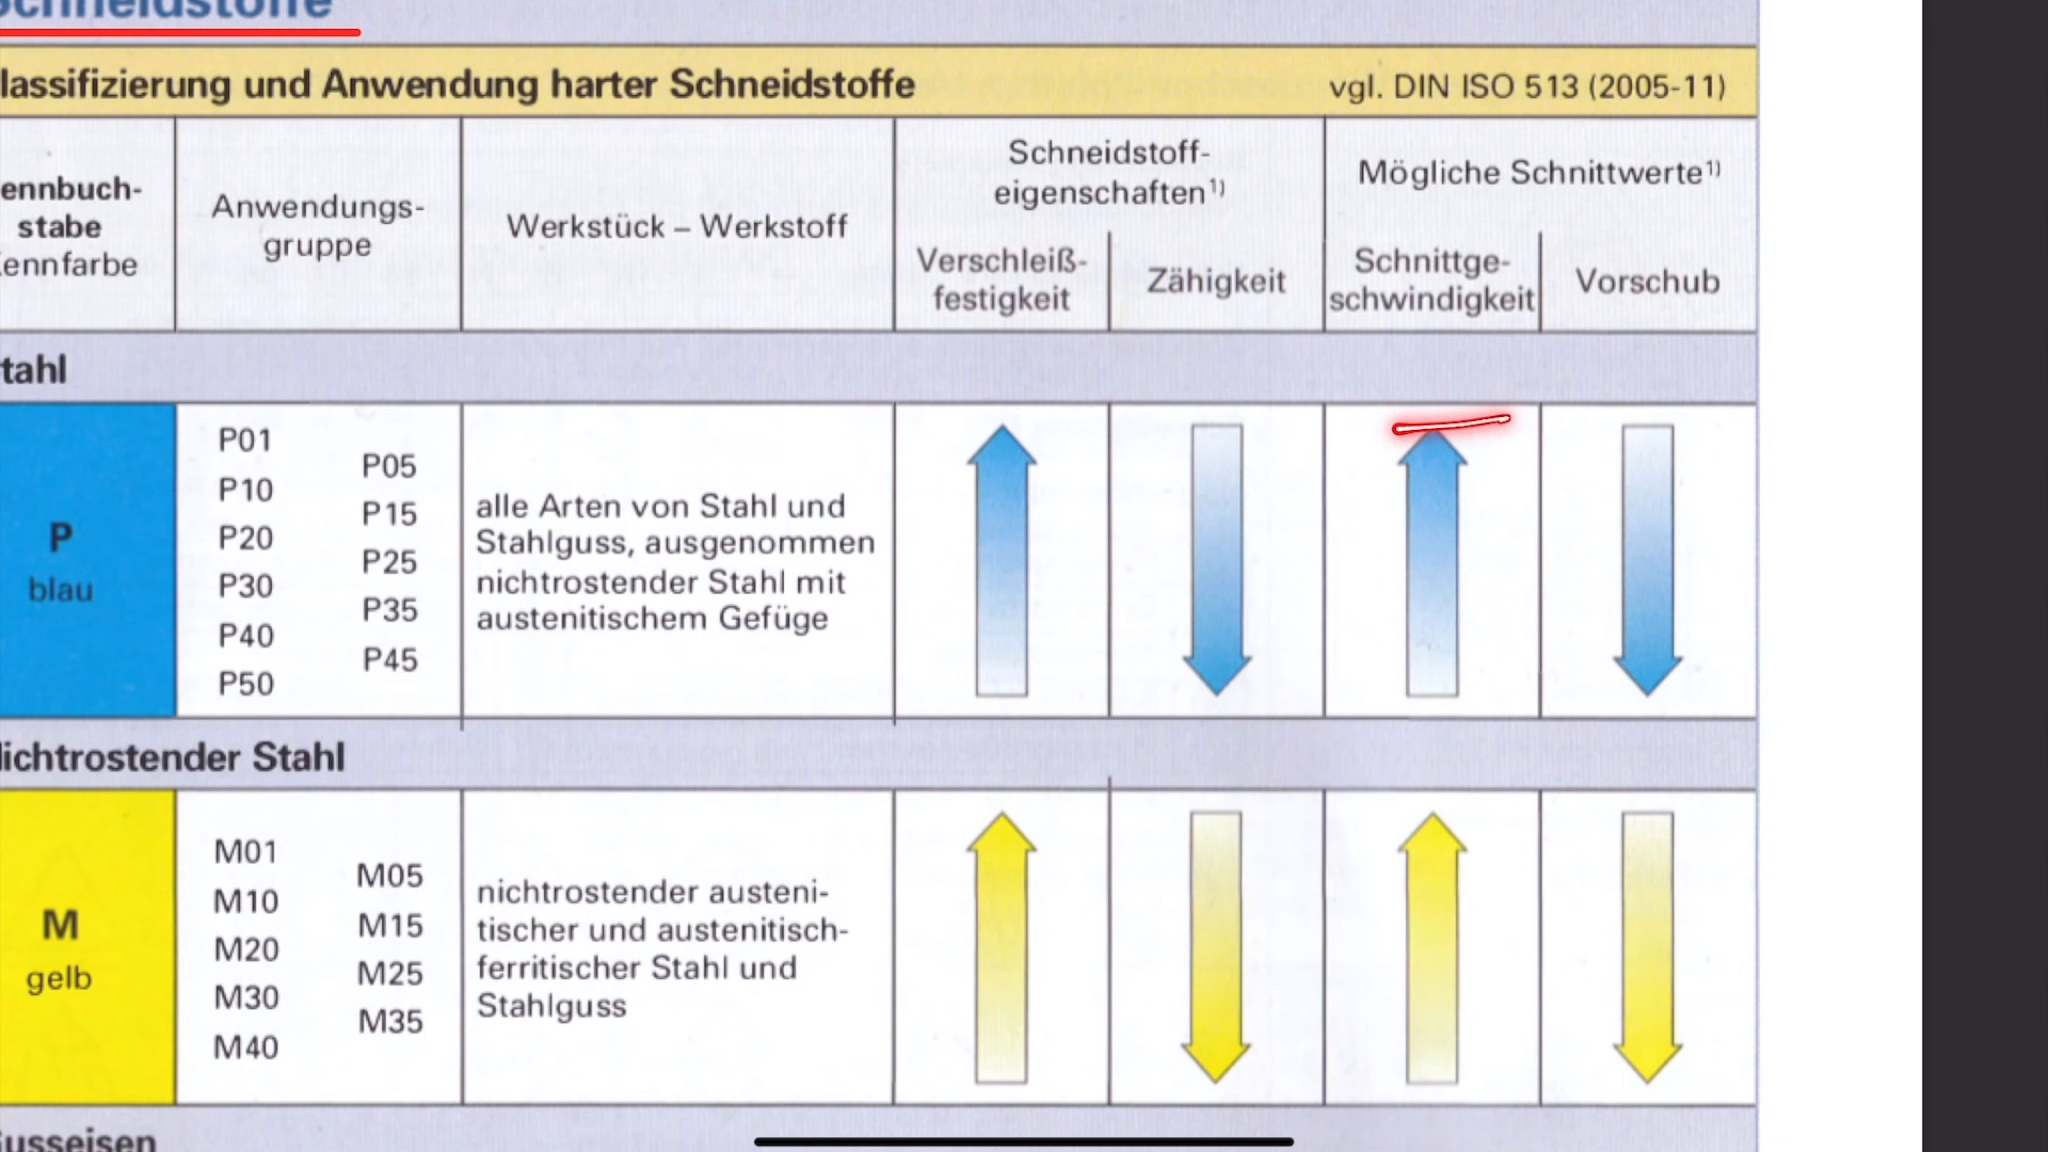 Schneidstoffe
lassifizierung und Anwendung harter Schneidstoffe vgl. DIN ISO 513 (2005-11)
ennbuch-
stabe
ennfarbe
Anwendungs-
gruppe
Werkstück – Werkstoff
Schneidstoff-
eigenschaften¹⁾
Verschleiß-
festigkeit
Zähigkeit
Mögliche Schnittwerte¹⁾
Schnittge-
schwindigkeit
Vorschub
tahl
P
blau
P01
P05
P10
P15
P20
P25
P30
P35
P40
P45
P50
alle Arten von Stahl und
Stahlguss, ausgenommen
nichtrostender Stahl mit
austenitischem Gefüge
lichtrostender Stahl
M
gelb
M01
M05
M10
M15
M20
M25
M30
M35
M40
nichtrostender austeni-
tischer und austenitisch-
ferritischer Stahl und
Stahlguss
usseisen